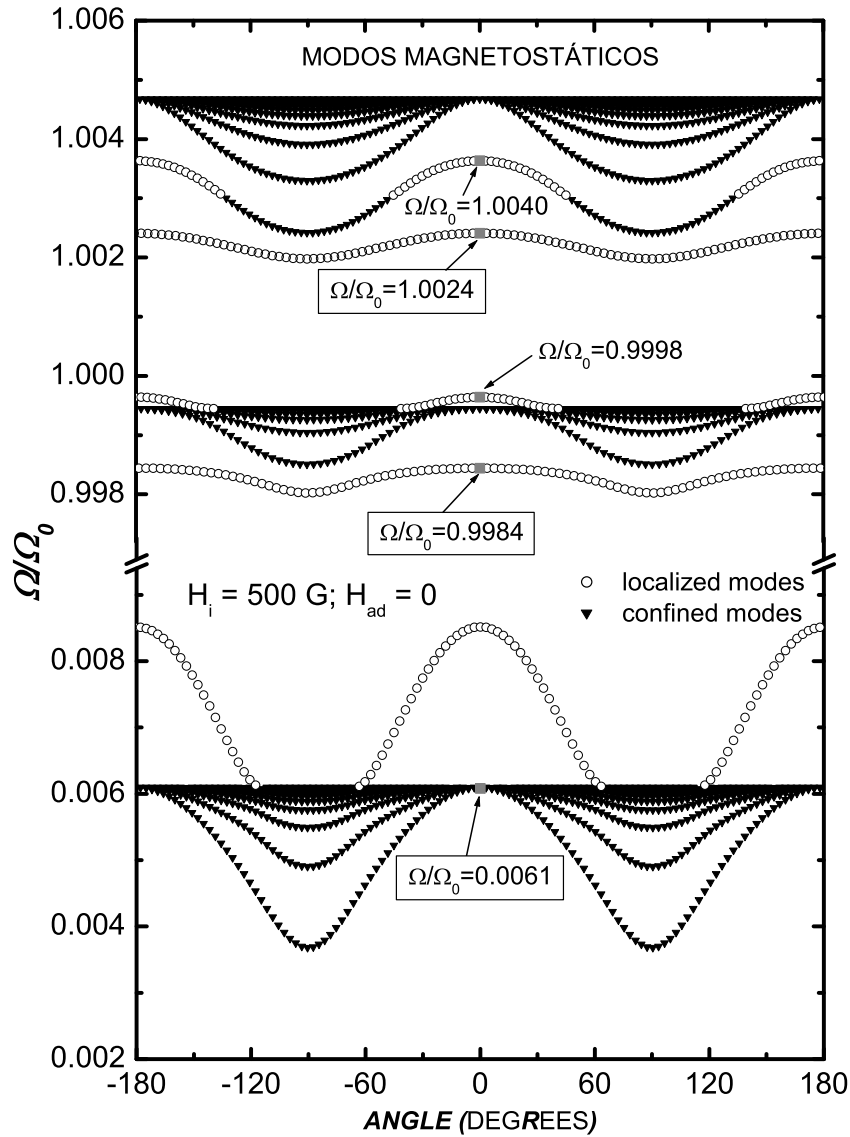 1.006
MODOS MAGNETOSTÁTICOS
1.004
Ω/Ω0=1.0040
1.002
Ω/Ω0=1.0024
1.000
Ω/Ω0=0.9998
0.998
Ω/Ω0=0.9984
Ω/Ω0
Hi = 500 G; Had = 0
localized modes
confined modes
0.008
0.006
Ω/Ω0=0.0061
0.004
0.002
-180 -120 -60 0 60 120 180
ANGLE (DEGREES)